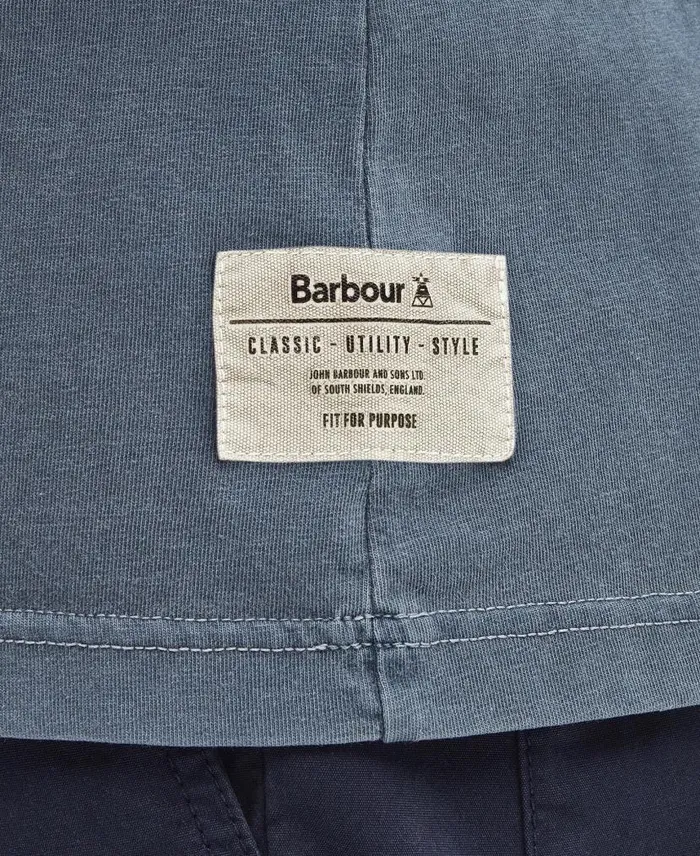 Barbour
CLASSIC - UTILITY - STYLE
JOHN BARBOUR AND SONS LTD.
OF SOUTH SHIELDS, ENGLAND.
FIT FOR PURPOSE